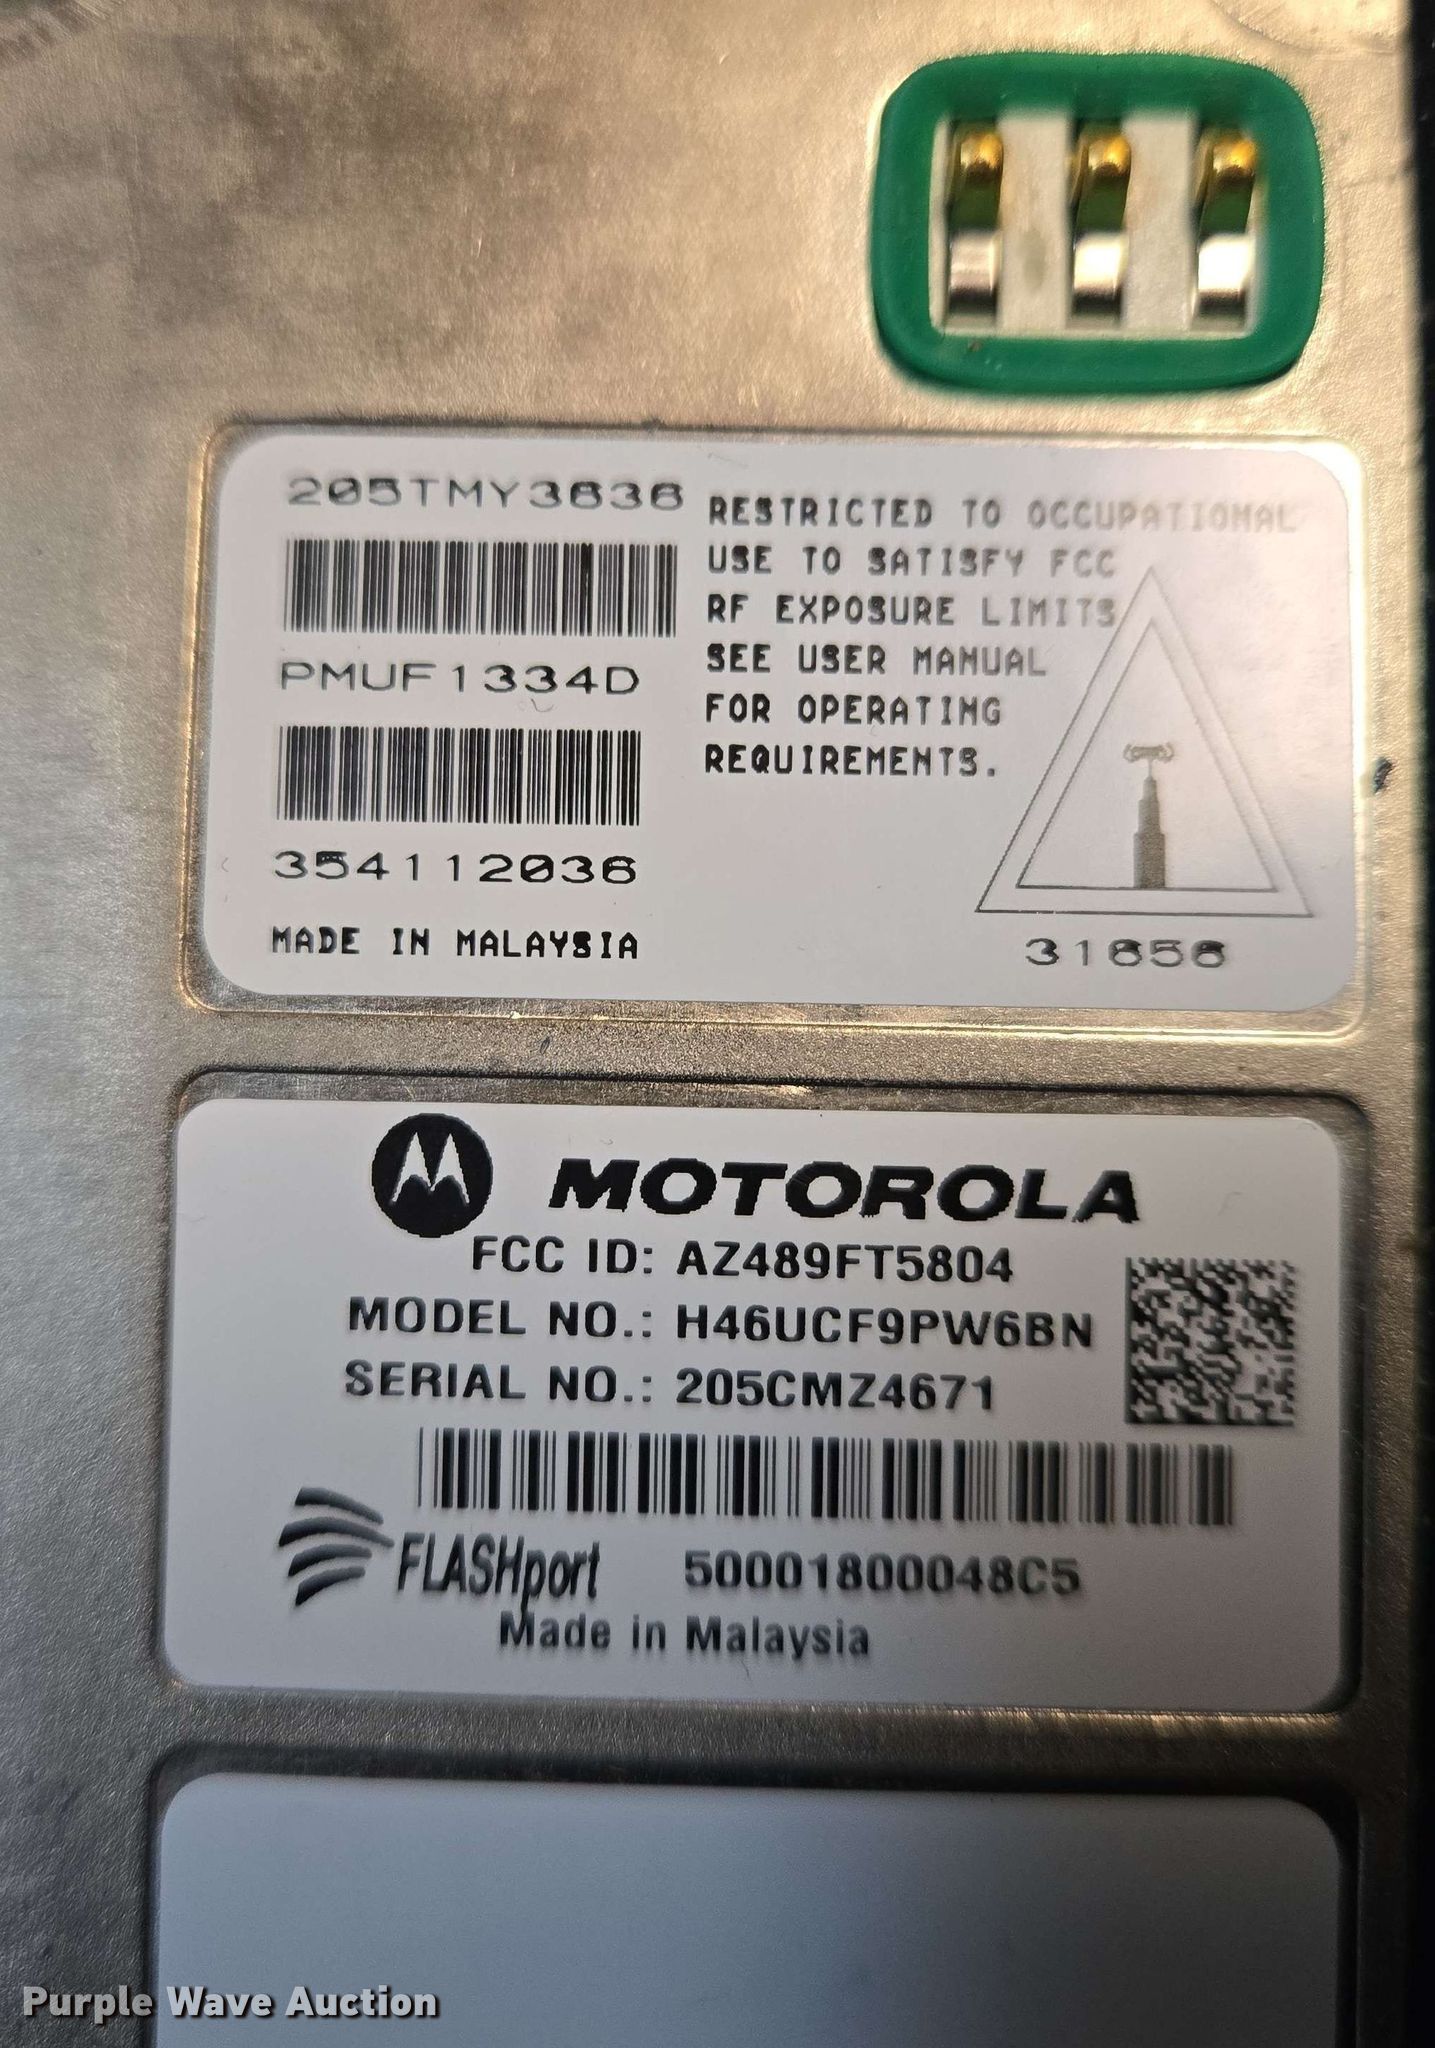 205TMY3636
RESTRICTED TO OCCUPATIONAL
USE TO SATISFY FCC
RF EXPOSURE LIMITS
SEE USER MANUAL
FOR OPERATING
REQUIREMENTS.
PMUF1334D
354112036
MADE IN MALAYSIA
31656
MOTOROLA
FCC ID: AZ489FT5804
MODEL NO.: H46UCF9PW6BN
SERIAL NO.: 205CMZ4671
FLASHport 50001800048C5
Made in Malaysia
Purple Wave Auction